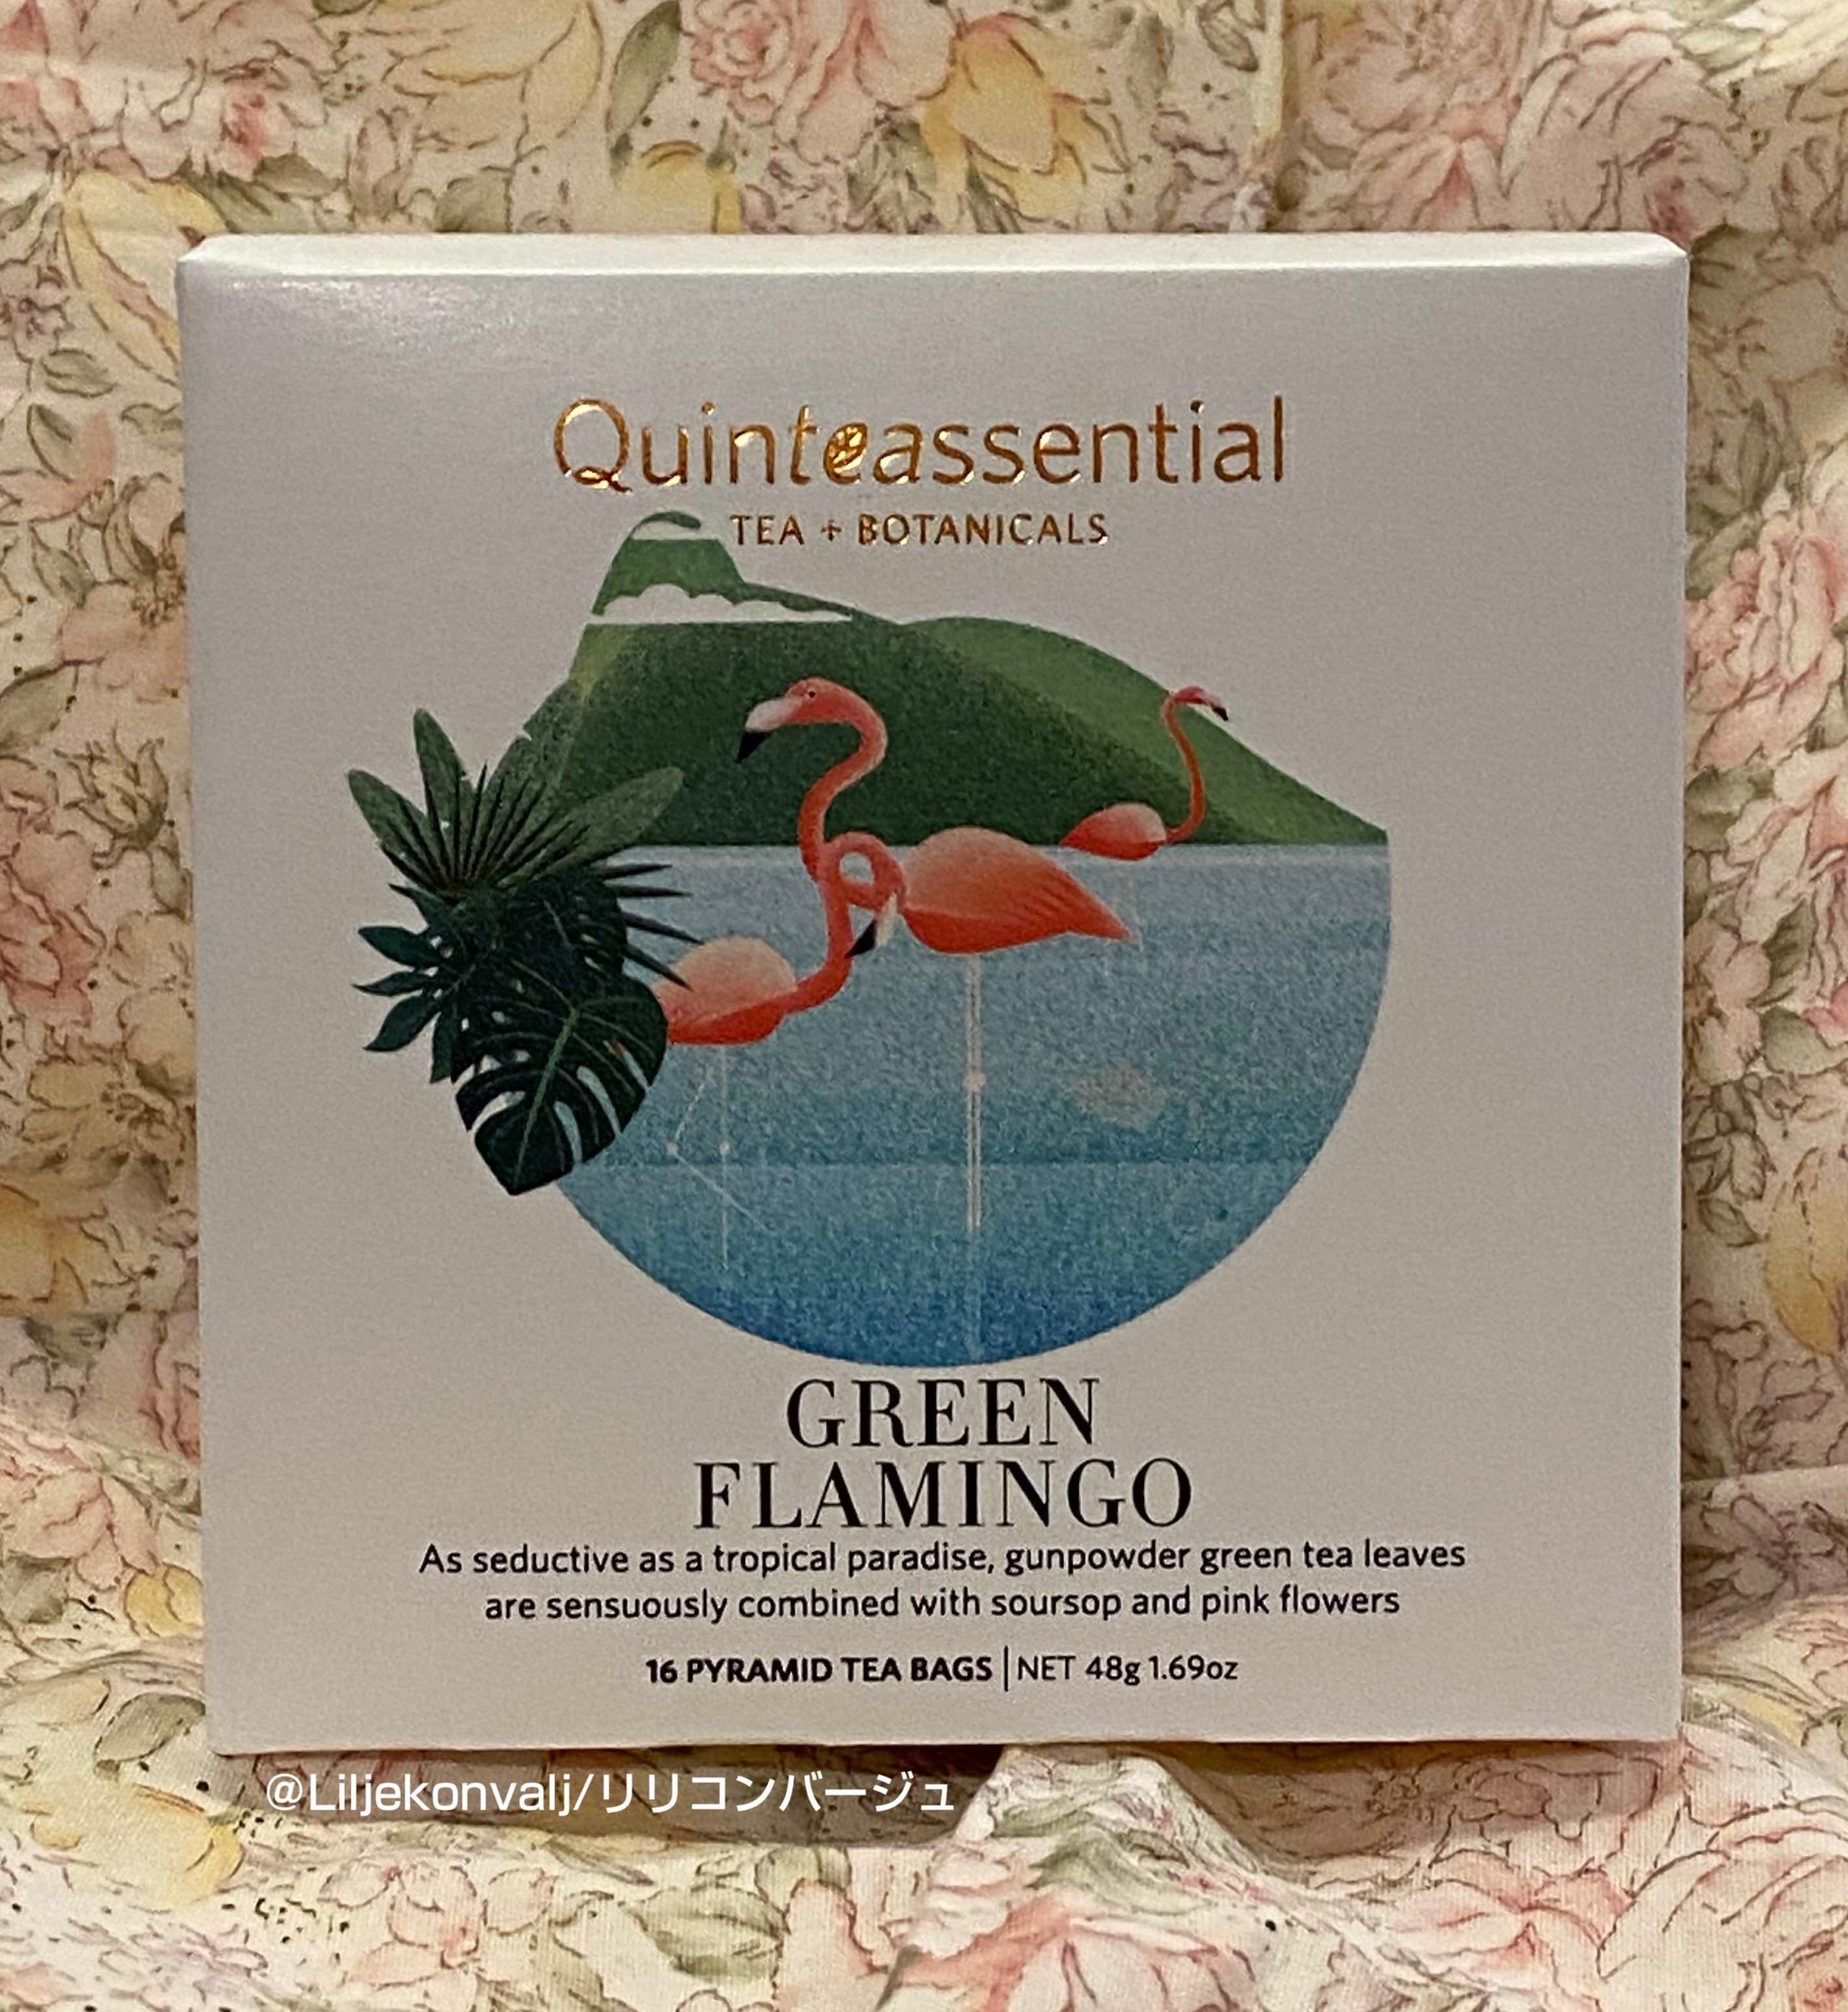 Quinteassential
TEA + BOTANICALS
GREEN
FLAMINGO
As seductive as a tropical paradise, gunpowder green tea leaves
are sensuously combined with soursop and pink flowers
16 PYRAMID TEA BAGS | NET 48g 1.69oz
@Liljekonvalj/リリコンバージュ